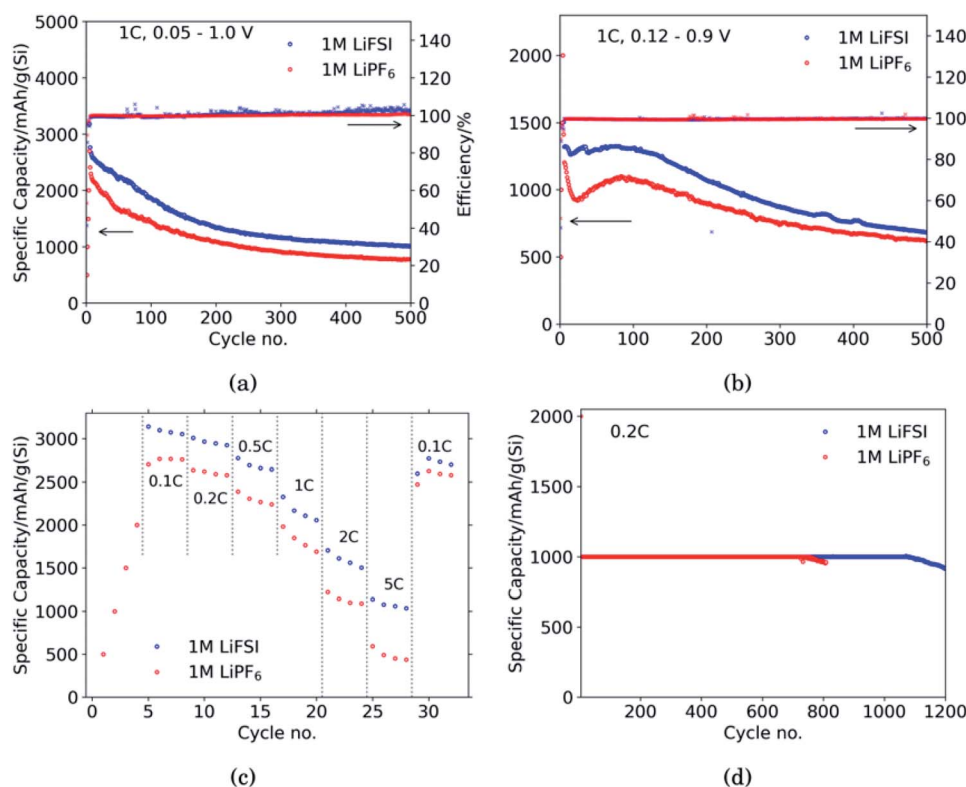 1C, 0.05 - 1.0 V
1M LiFSI
1M LiPF₆
5000
4000
3000
2000
1000
0
140
120
100
80
60
40
20
0
0 100 200 300 400 500
Specific Capacity/mAh/g(Si)
Efficiency/%
Cycle no.
(a)
1C, 0.12 - 0.9 V
1M LiFSI
1M LiPF₆
2000
1500
1000
500
0
140
120
100
80
60
40
20
0
0 100 200 300 400 500
Cycle no.
(b)
3000
2500
2000
1500
1000
500
0
0.1C
0.2C
0.5C
1C
2C
5C
0.1C
1M LiFSI
1M LiPF₆
0 5 10 15 20 25 30
Specific Capacity/mAh/g(Si)
Cycle no.
(c)
0.2C
1M LiFSI
1M LiPF₆
2000
1500
1000
500
0
200 400 600 800 1000 1200
Specific Capacity/mAh/g(Si)
Cycle no.
(d)